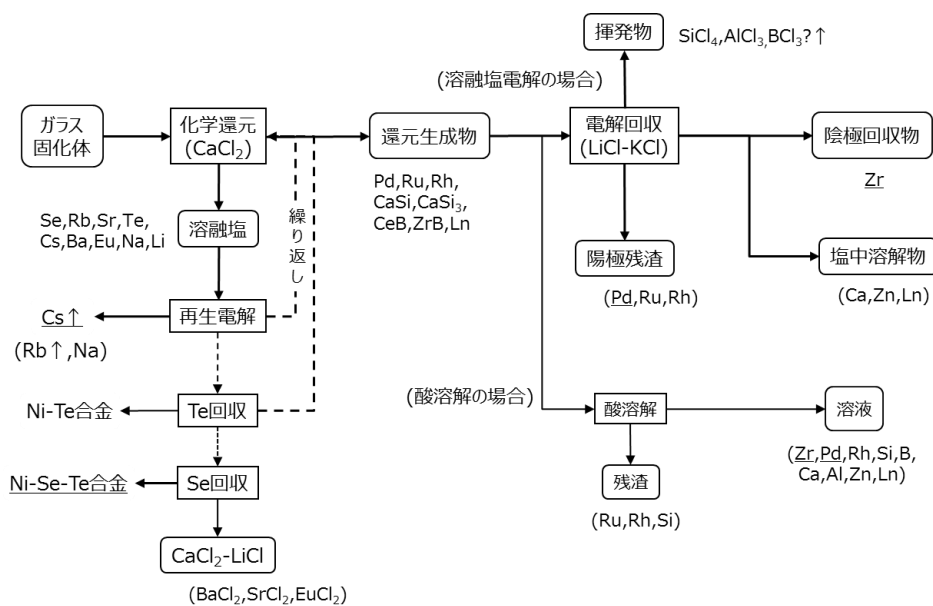 揮発物
SiCl4,AlCl3,BCl3?↑
(溶融塩電解の場合)
ガラス
固化体
化学還元
(CaCl2)
還元生成物
電解回収
(LiCl-KCl)
陰極回収物
Zr
Pd,Ru,Rh,
CaSi,CaSi3,
CeB,ZrB,Ln
繰り返し
Se,Rb,Sr,Te,
Cs,Ba,Eu,Na,Li
溶融塩
陽極残渣
(Pd,Ru,Rh)
塩中溶解物
(Ca,Zn,Ln)
Cs↑
(Rb↑,Na)
再生電解
Ni-Te合金
Te回収
(酸溶解の場合)
酸溶解
溶液
(Zr,Pd,Rh,Si,B,
Ca,Al,Zn,Ln)
Ni-Se-Te合金
Se回収
残渣
(Ru,Rh,Si)
CaCl2-LiCl
(BaCl2,SrCl2,EuCl2)